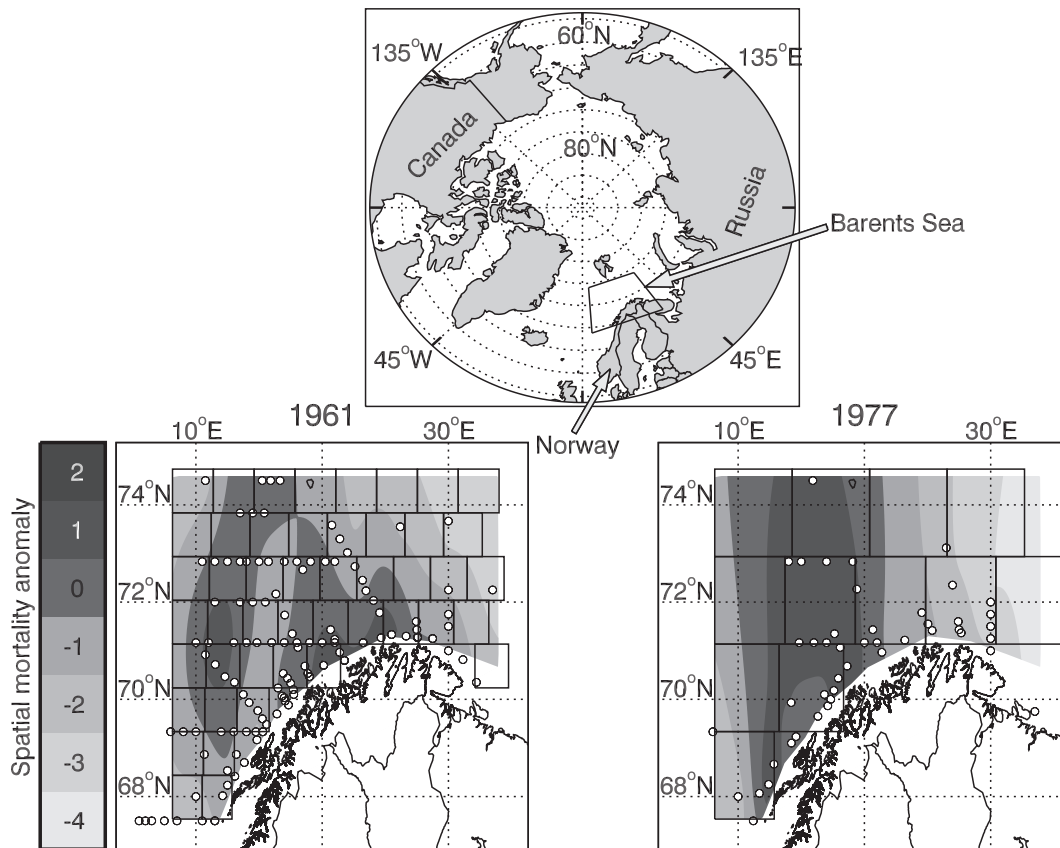 60°N
135°W
135°E
Canada
80°N
Russia
Barents Sea
45°W
45°E
Norway
1961
1977
10°E
30°E
10°E
30°E
Spatial mortality anomaly
2
1
0
-1
-2
-3
-4
74°N
72°N
70°N
68°N
74°N
72°N
70°N
68°N